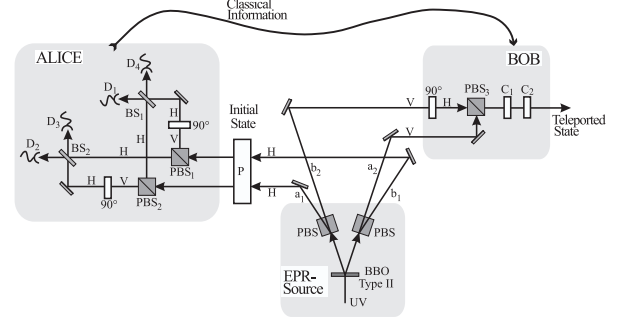 Classical
Information
ALICE
BOB
D4
D1
BS1
H
90°
V
D3
D2
BS2
H
H
PBS1
H
V
90°
PBS2
Initial
State
P
H
H
a1
b2
a2
b1
V
90°
H
PBS3
C1
C2
V
Teleported
State
PBS
PBS
EPR-
Source
BBO
Type II
UV